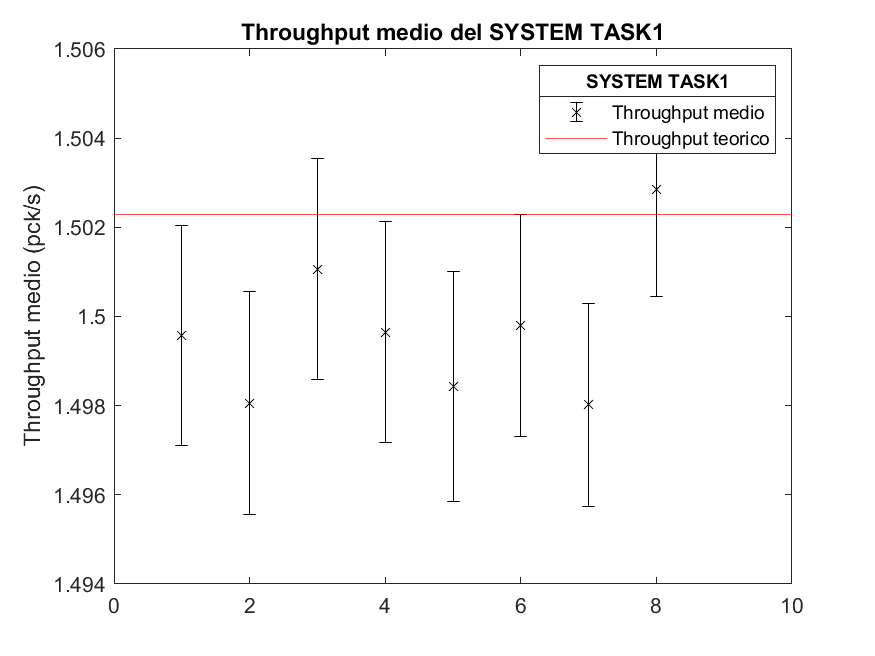 Throughput medio del SYSTEM TASK1
1.506
SYSTEM TASK1
Throughput medio
Throughput teorico
1.504
1.502
1.5
1.498
1.496
1.494
Throughput medio (pck/s)
0
2
4
6
8
10